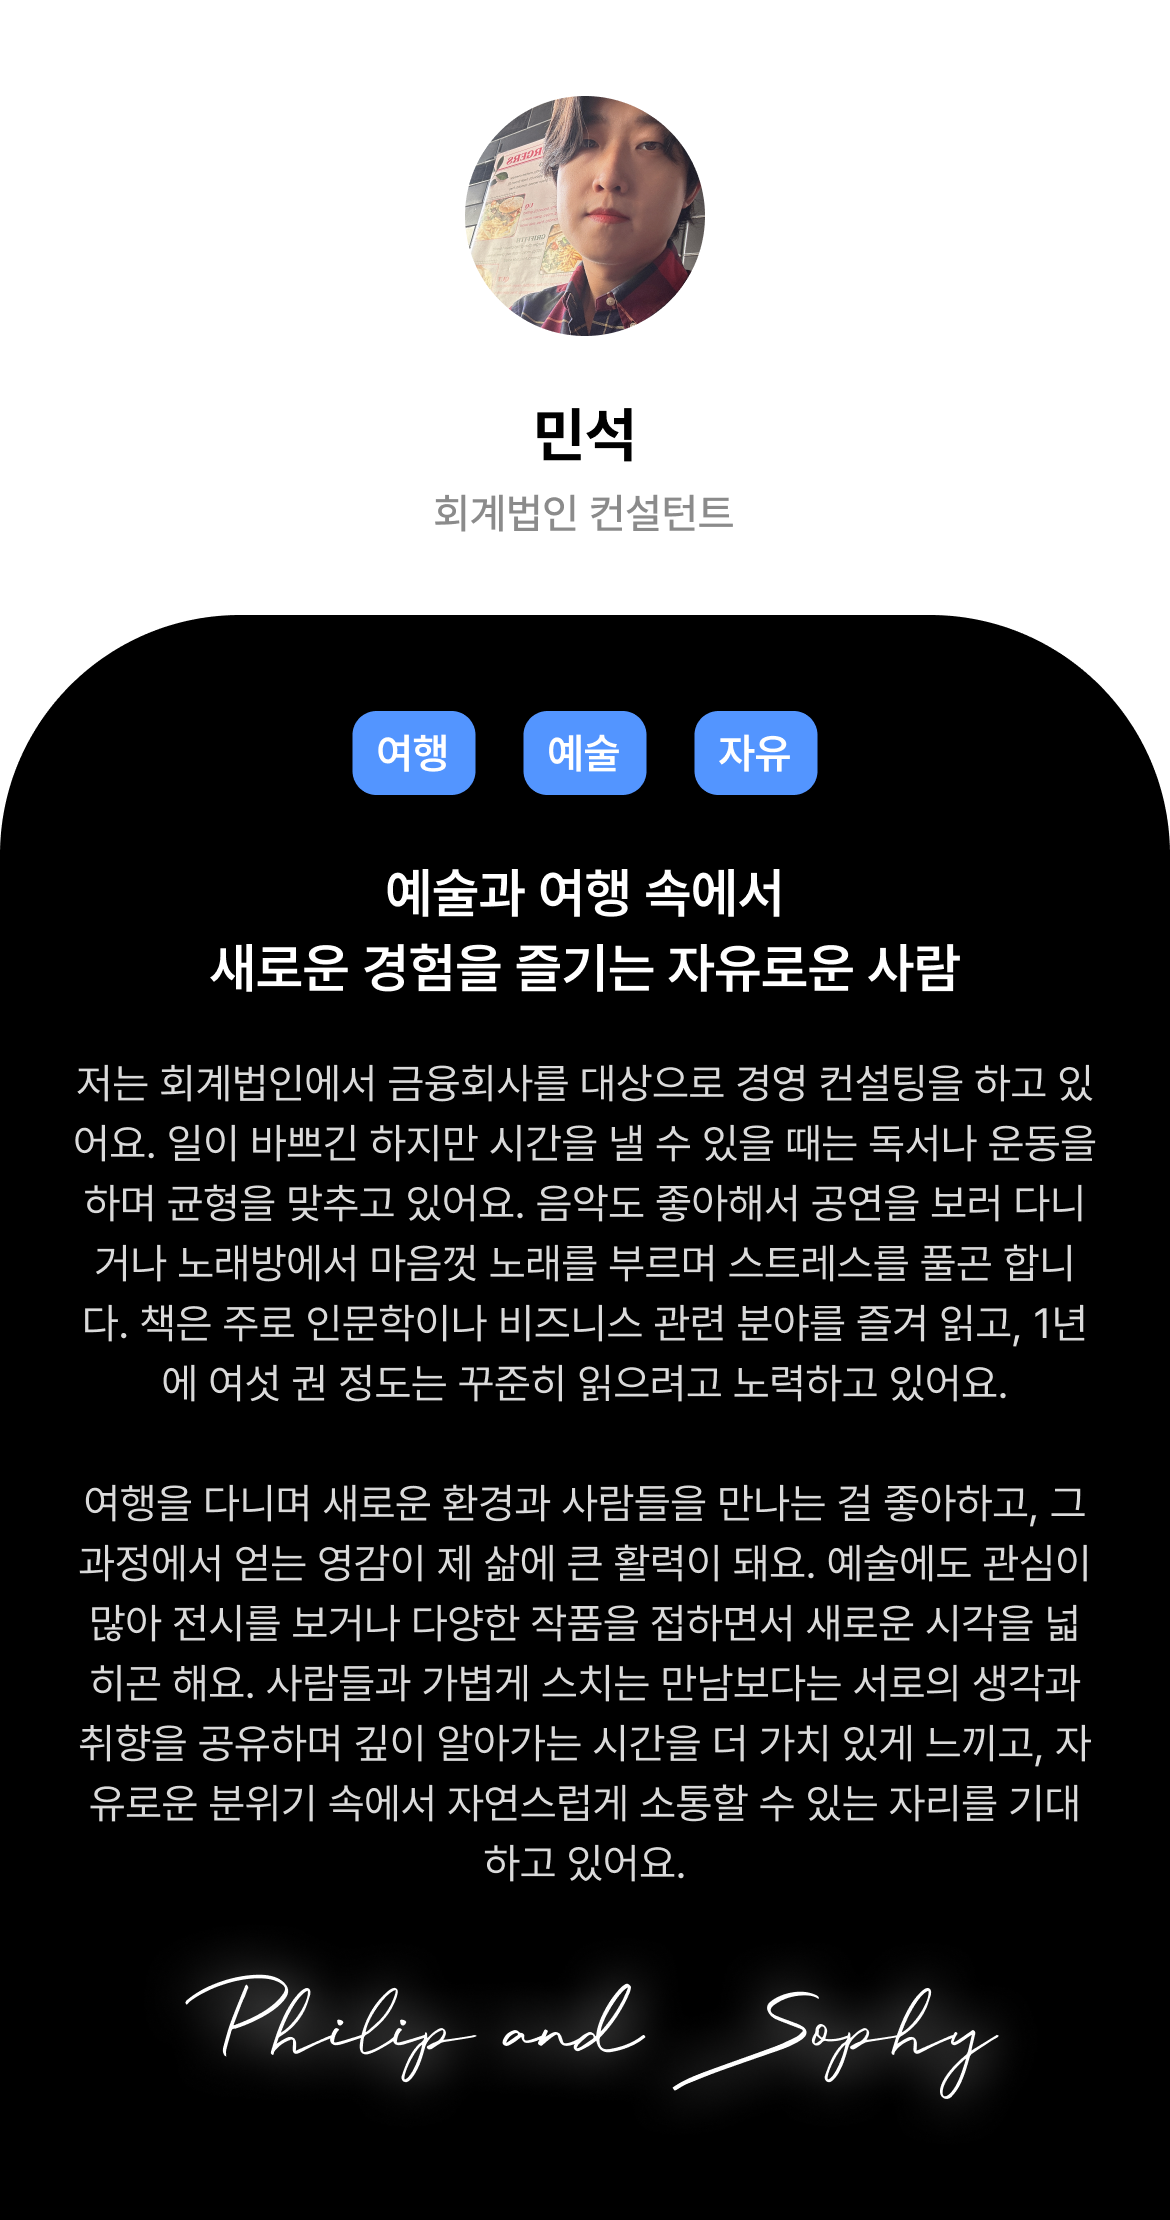 민석
회계법인 컨설턴트
여행 예술 자유
예술과 여행 속에서
새로운 경험을 즐기는 자유로운 사람
저는 회계법인에서 금융회사를 대상으로 경영 컨설팅을 하고 있
어요. 일이 바쁘긴 하지만 시간을 낼 수 있을 때는 독서나 운동을
하며 균형을 맞추고 있어요. 음악도 좋아해서 공연을 보러 다니
거나 노래방에서 마음껏 노래를 부르며 스트레스를 풀곤 합니
다. 책은 주로 인문학이나 비즈니스 관련 분야를 즐겨 읽고, 1년
에 여섯 권 정도는 꾸준히 읽으려고 노력하고 있어요.
여행을 다니며 새로운 환경과 사람들을 만나는 걸 좋아하고, 그
과정에서 얻는 영감이 제 삶에 큰 활력이 돼요. 예술에도 관심이
많아 전시를 보거나 다양한 작품을 접하면서 새로운 시각을 넓
히곤 해요. 사람들과 가볍게 스치는 만남보다는 서로의 생각과
취향을 공유하며 깊이 알아가는 시간을 더 가치 있게 느끼고, 자
유로운 분위기 속에서 자연스럽게 소통할 수 있는 자리를 기대
하고 있어요.
Philip and Sophy